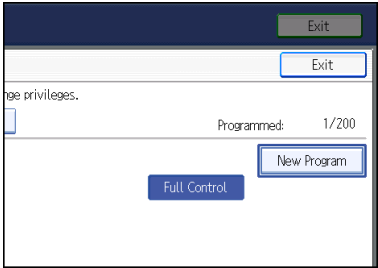 Exit
Exit
nge privileges.
Programmed: 1/200
New Program
Full Control